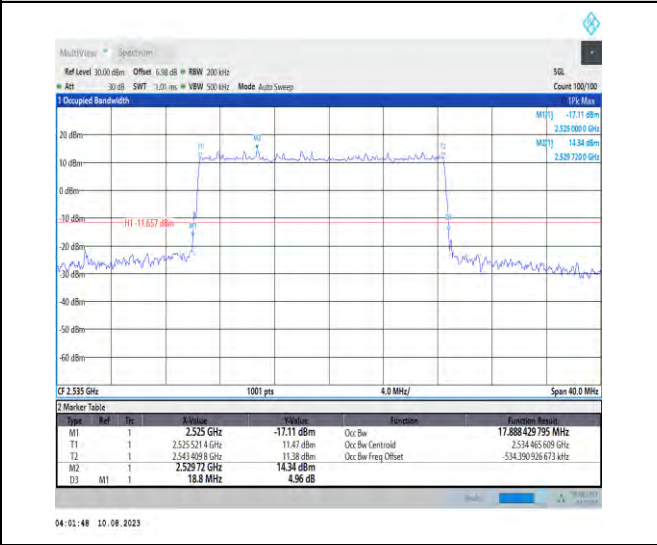 MultiView Spectrum
Ref Level 30.00 dBm Offset 6.98 dB RBW 200 kHz SGL
Att 30 dB SWT 1.01 ms VBW 500 kHz Mode Auto Sweep Count 100/100
1 Occupied Bandwidth 1Pk Max
M1[1] -17.11 dBm
2.525 000 0 GHz
20 dBm
M2[1] 14.34 dBm
2.529 720 0 GHz
T1 M2 T2
10 dBm
0 dBm
-10 dBm
H1 -11.657 dBm M1 D3
-20 dBm
-30 dBm
-40 dBm
-50 dBm
-60 dBm
CF 2.535 GHz 1001 pts 4.0 MHz/ Span 40.0 MHz
2 Marker Table
Type Ref Trc X-Value Y-Value Function Function Result
M1 1 2.525 GHz -17.11 dBm Occ Bw 17.888 429 795 MHz
T1 1 2.525 521 4 GHz 11.47 dBm Occ Bw Centroid 2.534 465 609 GHz
T2 1 2.543 409 8 GHz 11.38 dBm Occ Bw Freq Offset -534.390 926 673 kHz
M2 1 2.529 72 GHz 14.34 dBm
D3 M1 1 18.8 MHz 4.96 dB
04:01:48 10.08.2023